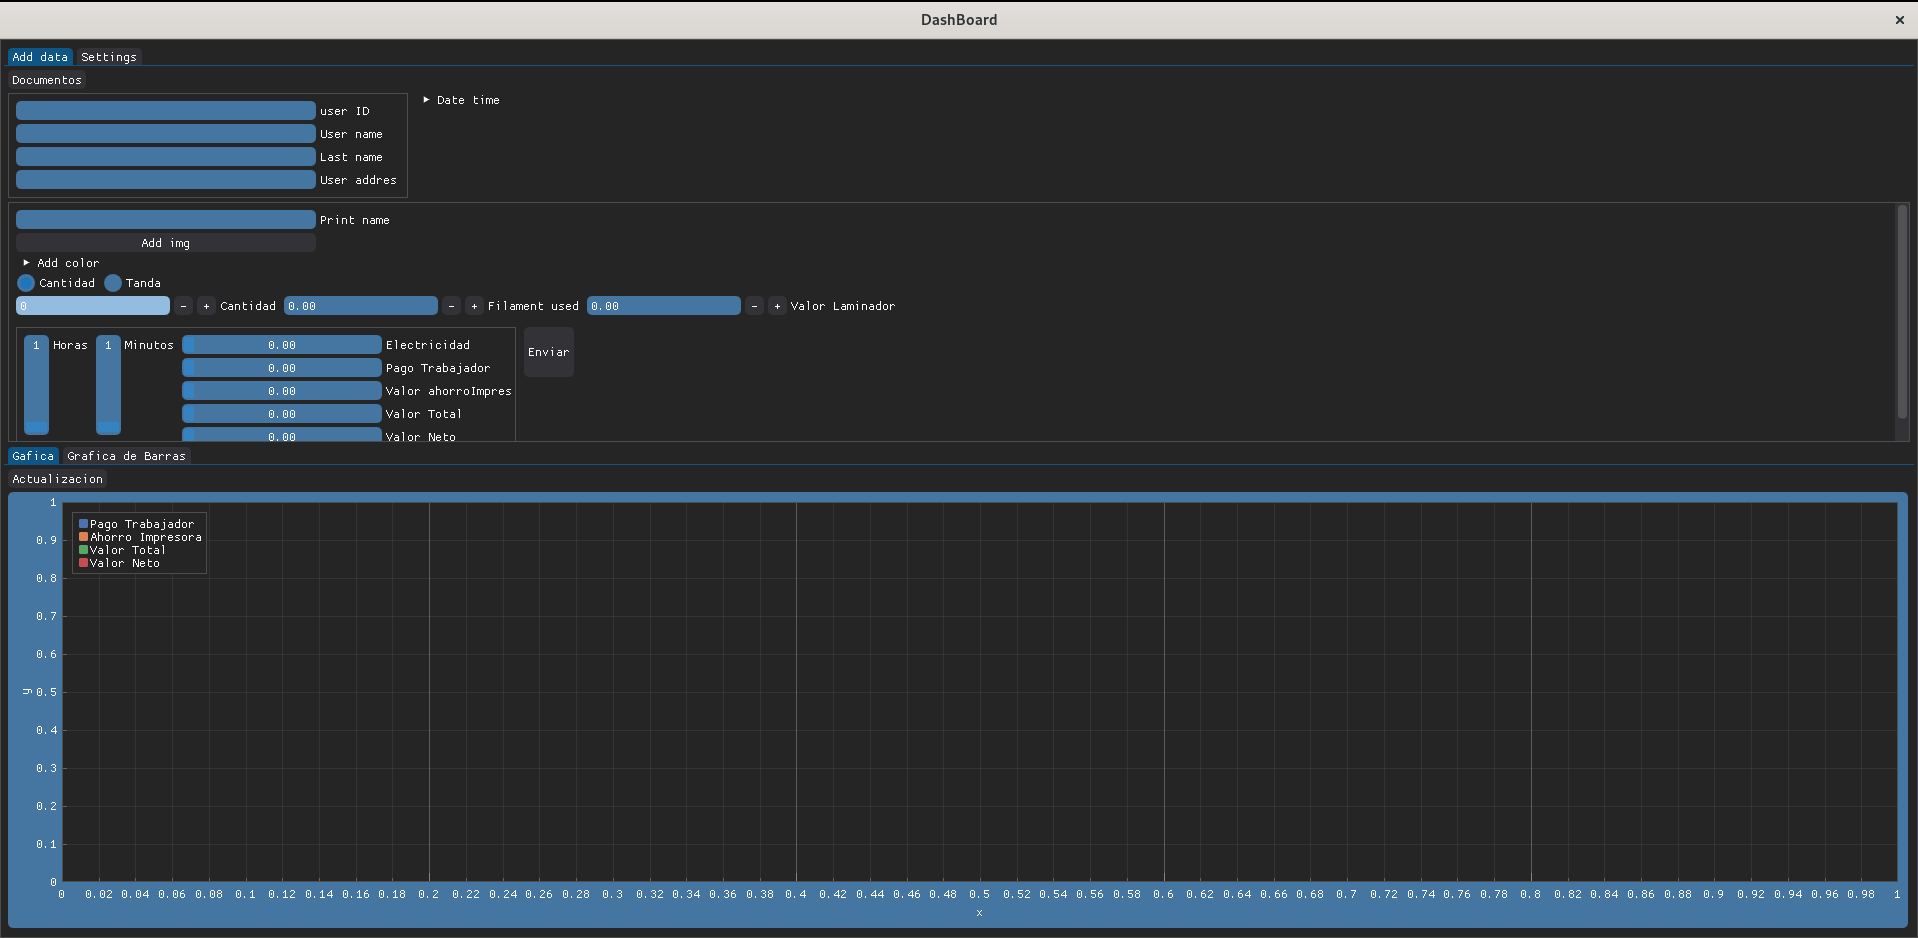 DashBoard
Add data Settings
Documentos
user ID
Date time
User name
Last name
User addres
Print name
Add img
Add color
Cantidad Tanda
0 - + Cantidad 0.00 - + Filament used 0.00 - + Valor Laminador
1 Horas 1 Minutos 0.00 Electricidad
Enviar
0.00 Pago Trabajador
0.00 Valor ahorroImpres
0.00 Valor Total
0.00 Valor Neto
Gafica Grafica de Barras
Actualizacion
Pago Trabajador
Ahorro Impresora
Valor Total
Valor Neto
1
0.9
0.8
0.7
0.6
0.5
0.4
0.3
0.2
0.1
0
y
0 0.02 0.04 0.06 0.08 0.1 0.12 0.14 0.16 0.18 0.2 0.22 0.24 0.26 0.28 0.3 0.32 0.34 0.36 0.38 0.4 0.42 0.44 0.46 0.48 0.5 0.52 0.54 0.56 0.58 0.6 0.62 0.64 0.66 0.68 0.7 0.72 0.74 0.76 0.78 0.8 0.82 0.84 0.86 0.88 0.9 0.92 0.94 0.96 0.98 1
x